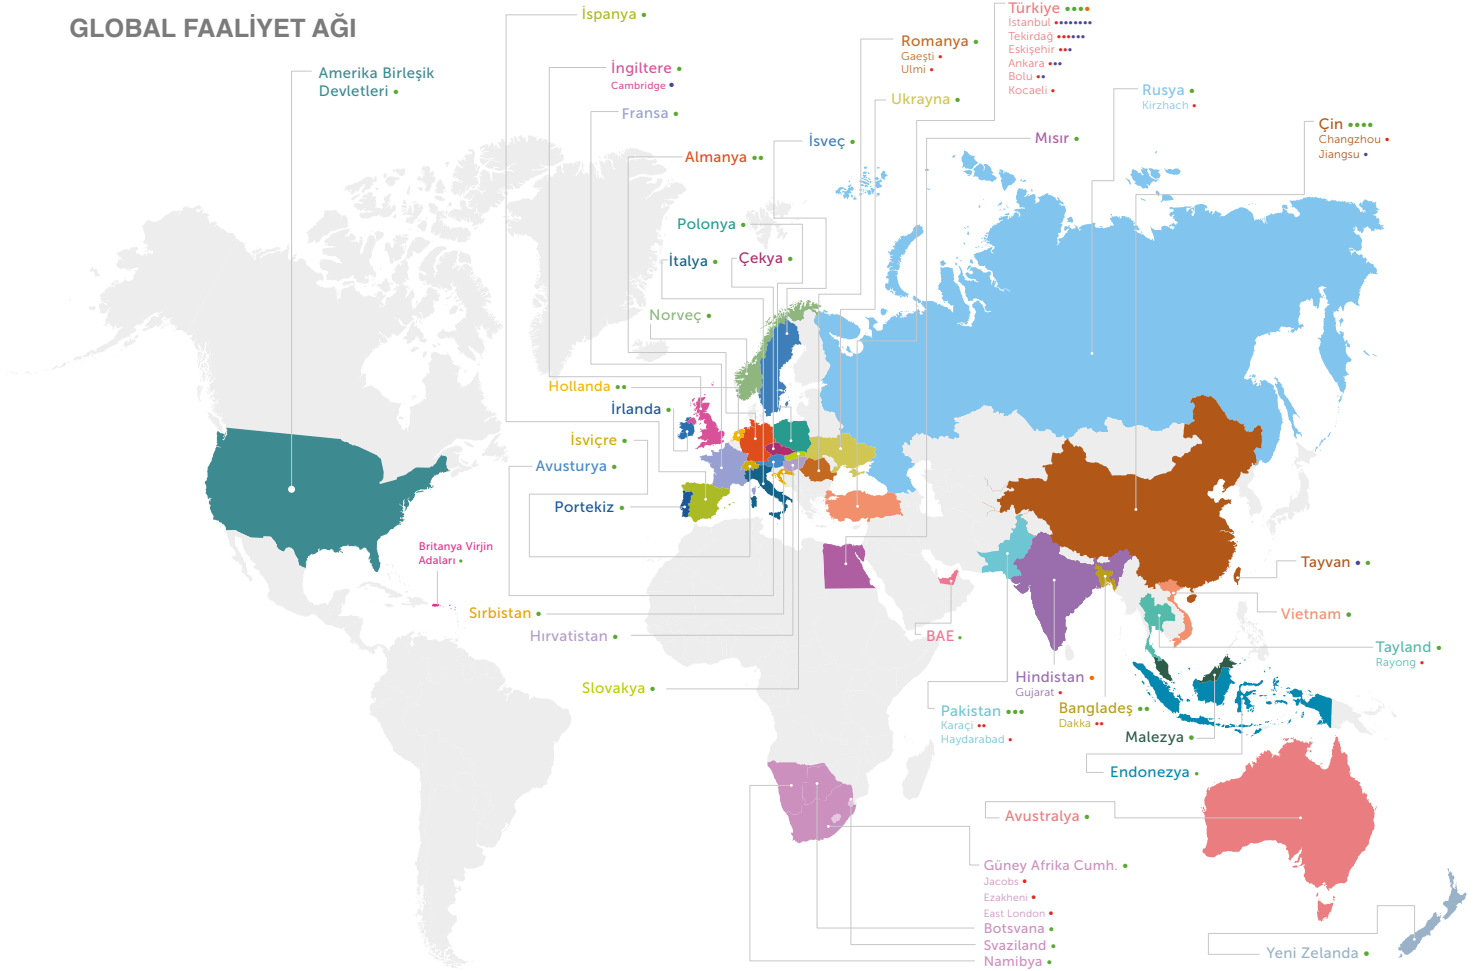 GLOBAL FAALİYET AĞI
Amerika Birleşik
Devletleri
İspanya
İngiltere
Cambridge
Fransa
Almanya
İsveç
Polonya
İtalya
Çekya
Norveç
Hollanda
İrlanda
İsviçre
Avusturya
Portekiz
Britanya Virjin
Adaları
Sırbistan
Hırvatistan
Slovakya
Romanya
Gaeşti
Ulmi
Ukrayna
Türkiye
İstanbul
Tekirdağ
Eskişehir
Ankara
Bolu
Kocaeli
Mısır
Rusya
Kirzhach
Çin
Changzhou
Jiangsu
Tayvan
Vietnam
Tayland
Rayong
BAE
Hindistan
Gujarat
Pakistan
Karaçi
Haydarabad
Bangladeş
Dakka
Malezya
Endonezya
Avustralya
Güney Afrika Cumh.
Jacobs
Ezakheni
East London
Botsvana
Svaziland
Namibya
Yeni Zelanda